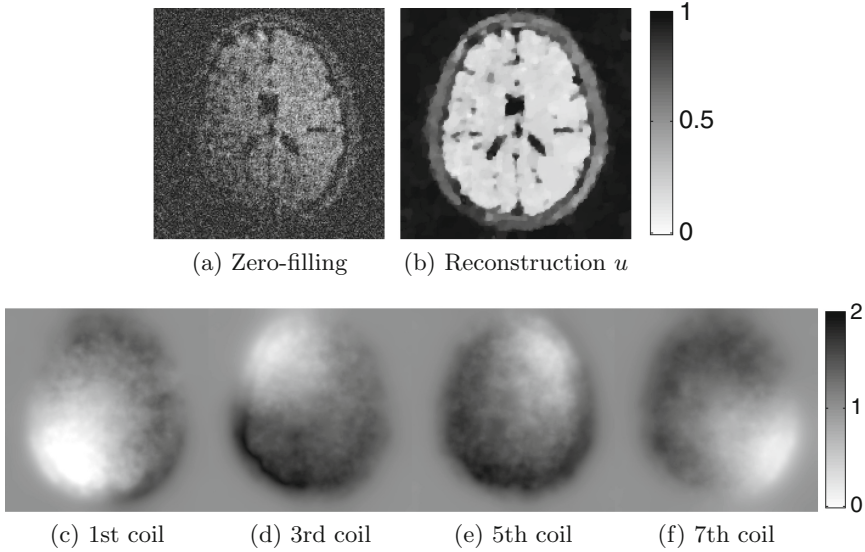 1
0.5
0
(a) Zero-filling
(b) Reconstruction u
2
1
0
(c) 1st coil
(d) 3rd coil
(e) 5th coil
(f) 7th coil